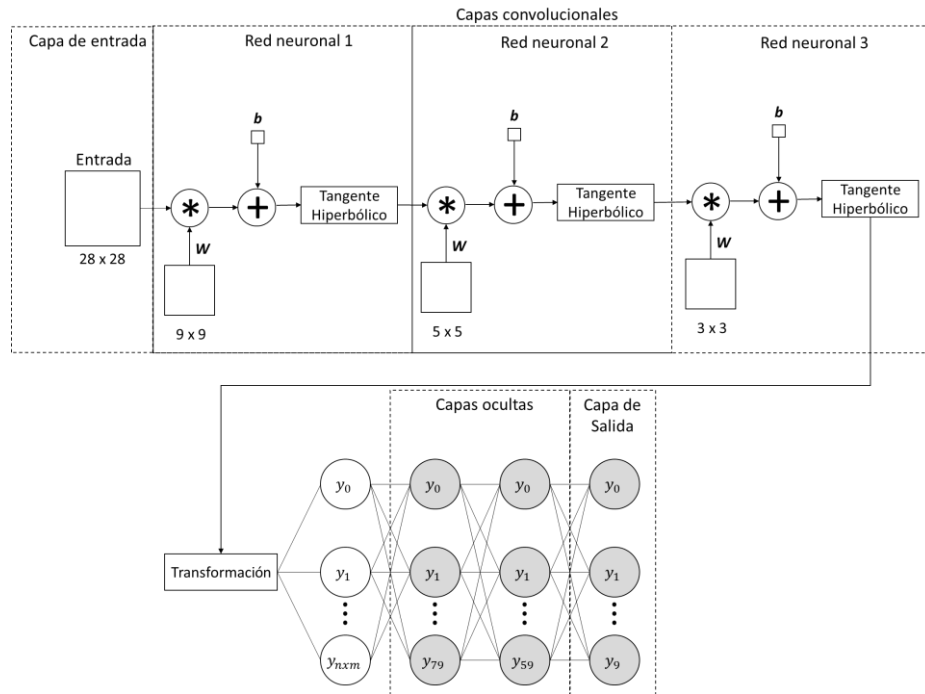 Capas convolucionales
Capa de entrada
Red neuronal 1
Red neuronal 2
Red neuronal 3
b
b
b
Entrada
*
+
Tangente
Hiperbólico
*
+
Tangente
Hiperbólico
*
+
Tangente
Hiperbólico
28 x 28
W
9 x 9
W
5 x 5
W
3 x 3
Capas ocultas
Capa de
Salida
y₀
y₀
y₀
y₀
Transformación
y₁
y₁
y₁
y₁
yₙₓₘ
y₇₉
y₅₉
y₉